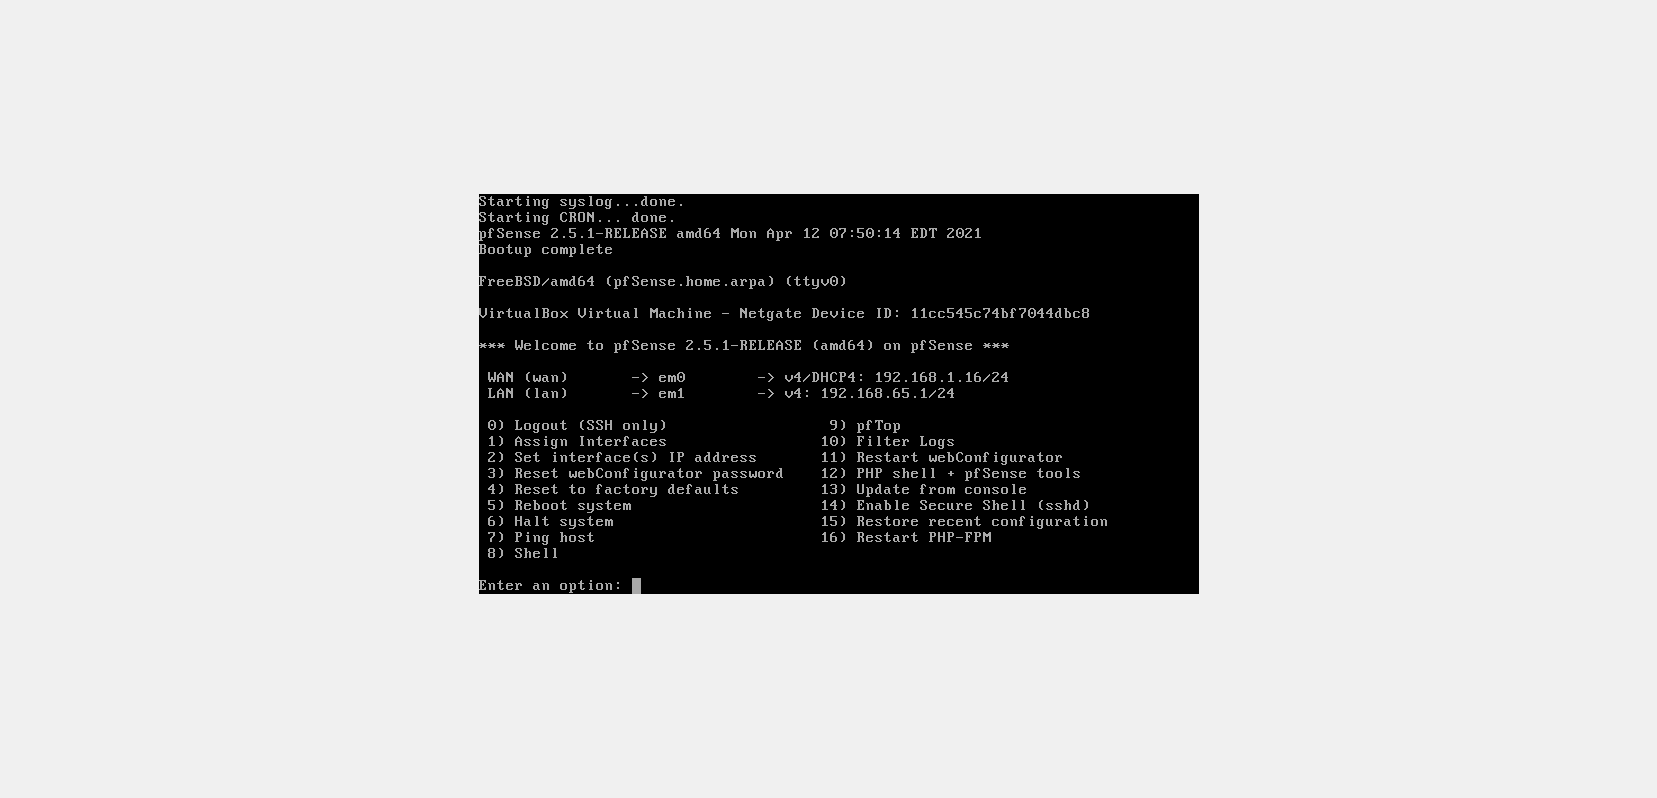 Starting syslog...done.
Starting CRON... done.
pfSense 2.5.1-RELEASE amd64 Mon Apr 12 07:50:14 EDT 2021
Bootup complete
FreeBSD/amd64 (pfSense.home.arpa) (ttyv0)
VirtualBox Virtual Machine - Netgate Device ID: 11cc545c74bf7044dbc8
*** Welcome to pfSense 2.5.1-RELEASE (amd64) on pfSense ***
WAN (wan)       -> em0        -> v4/DHCP4: 192.168.1.16/24
LAN (lan)       -> em1        -> v4: 192.168.65.1/24
0) Logout (SSH only)                  9) pfTop
1) Assign Interfaces                 10) Filter Logs
2) Set interface(s) IP address       11) Restart webConfigurator
3) Reset webConfigurator password    12) PHP shell + pfSense tools
4) Reset to factory defaults         13) Update from console
5) Reboot system                     14) Enable Secure Shell (sshd)
6) Halt system                       15) Restore recent configuration
7) Ping host                         16) Restart PHP-FPM
8) Shell
Enter an option: